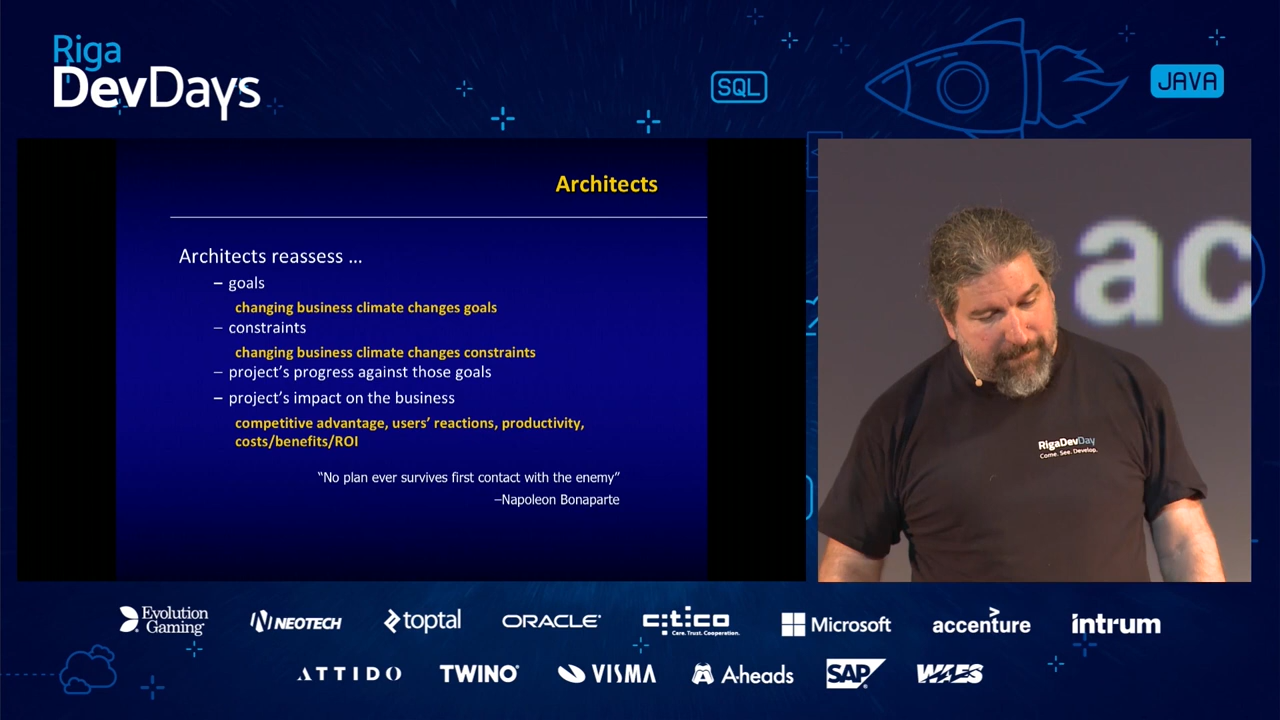 Riga
DevDays
SQL
JAVA
Architects
Architects reassess ...
– goals
changing business climate changes goals
– constraints
changing business climate changes constraints
– project's progress against those goals
– project's impact on the business
competitive advantage, users' reactions, productivity,
costs/benefits/ROI
“No plan ever survives first contact with the enemy”
–Napoleon Bonaparte
ac
RigaDevDay
Come. See. Develop.
Evolution
Gaming
NEOTECH
toptal
ORACLE
c:tico
Care. Trust. Cooperation.
Microsoft
accenture
intrum
ATTIDO
TWINO
VISMA
A-heads
SAP
WAES